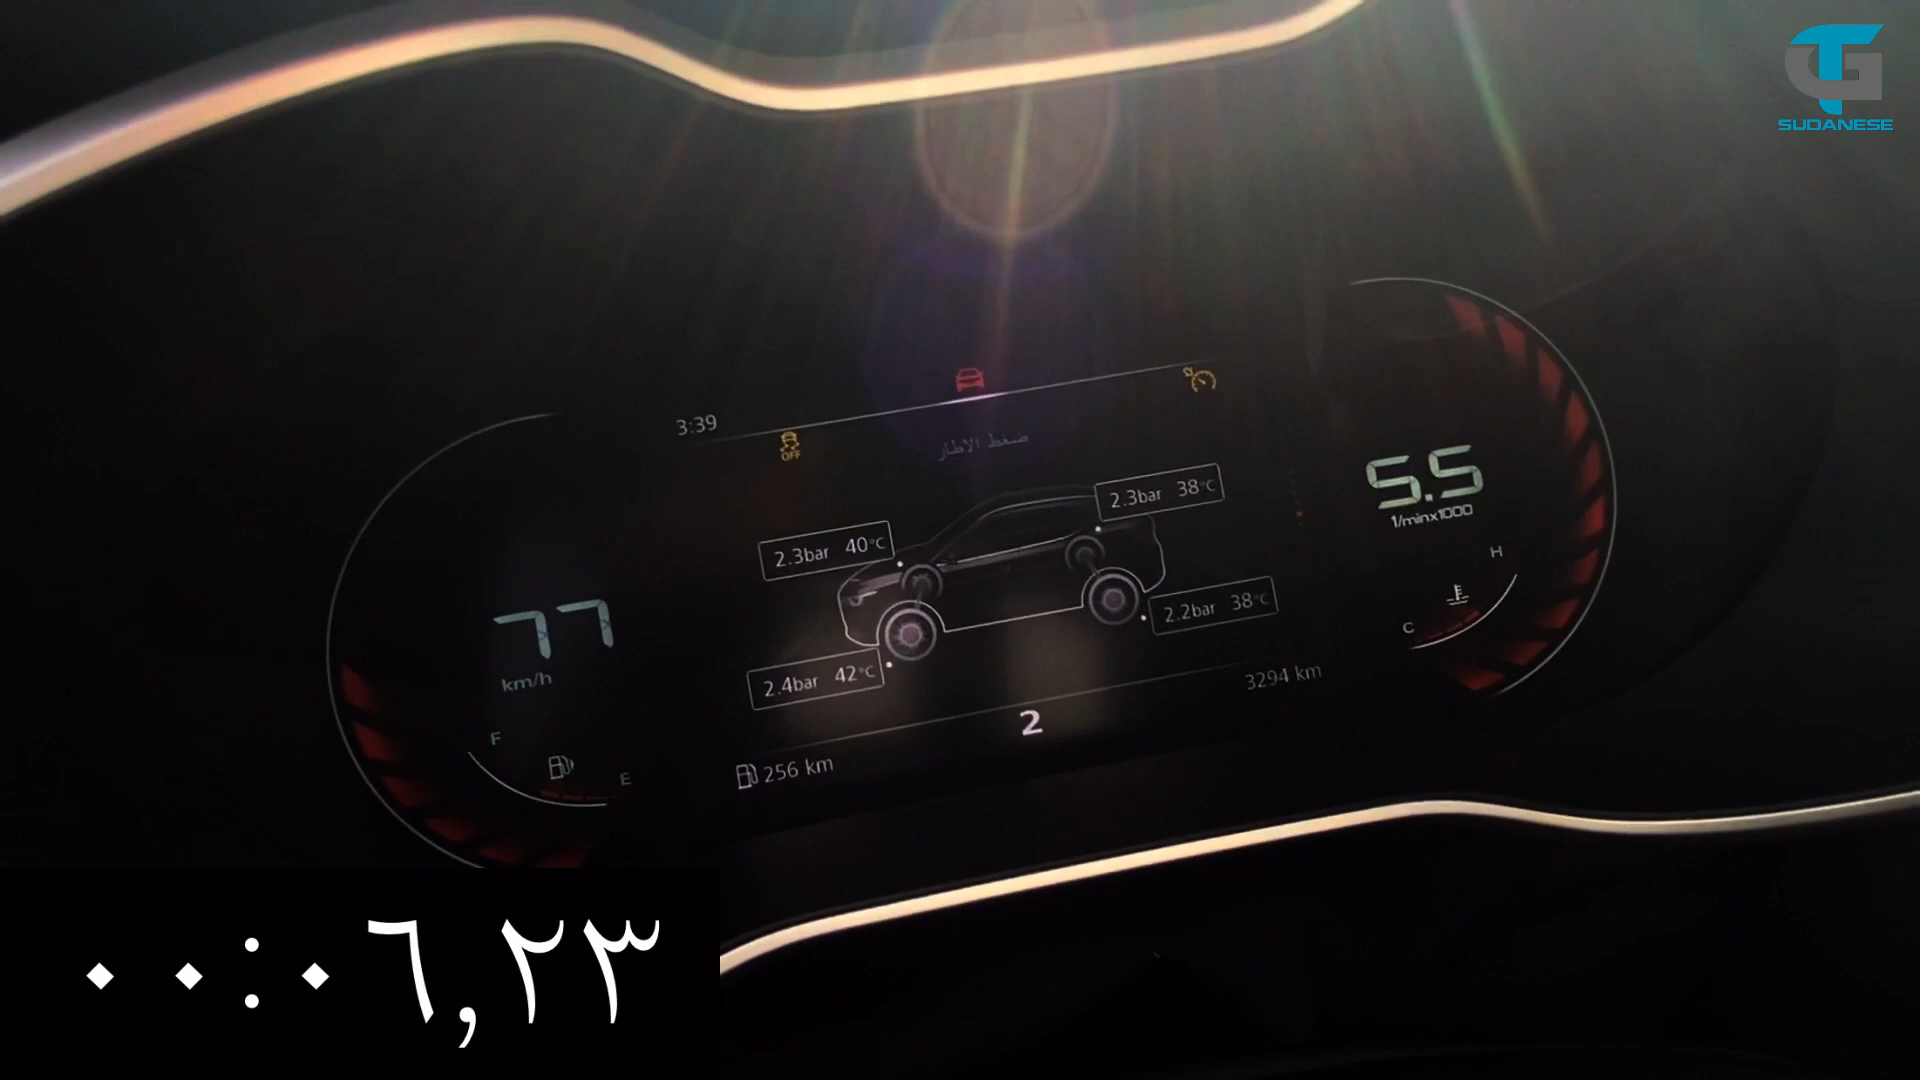 SUDANESE
3:39
OFF
ضغط الاطار
2.3bar 38°C
2.3bar 40°C
5.5
1/minx1000
H
C
77
km/h
2.2bar 38°C
2.4bar 42°C
3294 km
2
F
E
256 km
٠٠:٠٦,٢٣